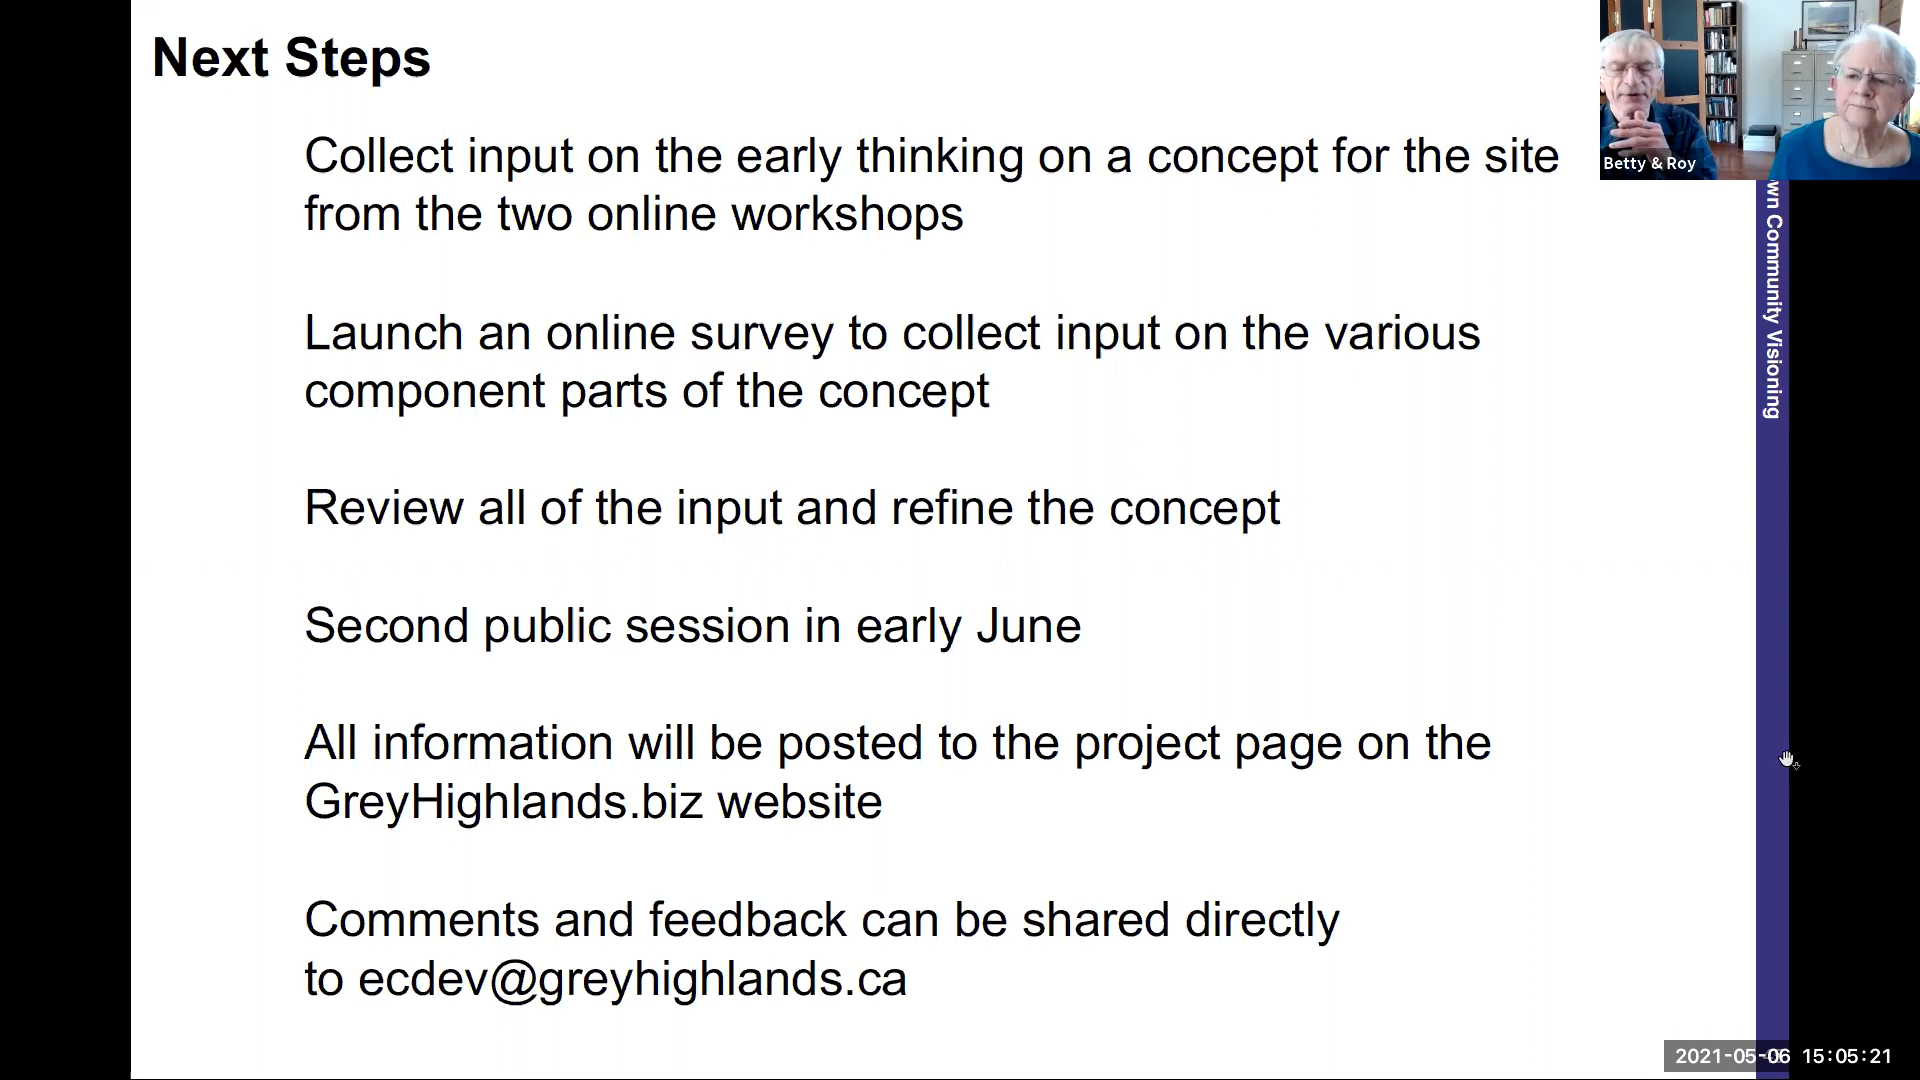 Next Steps
Collect input on the early thinking on a concept for the site
from the two online workshops
Launch an online survey to collect input on the various
component parts of the concept
Review all of the input and refine the concept
Second public session in early June
All information will be posted to the project page on the
GreyHighlands.biz website
Comments and feedback can be shared directly
to ecdev@greyhighlands.ca
Betty & Roy
Community Visioning
2021-05-06 15:05:21